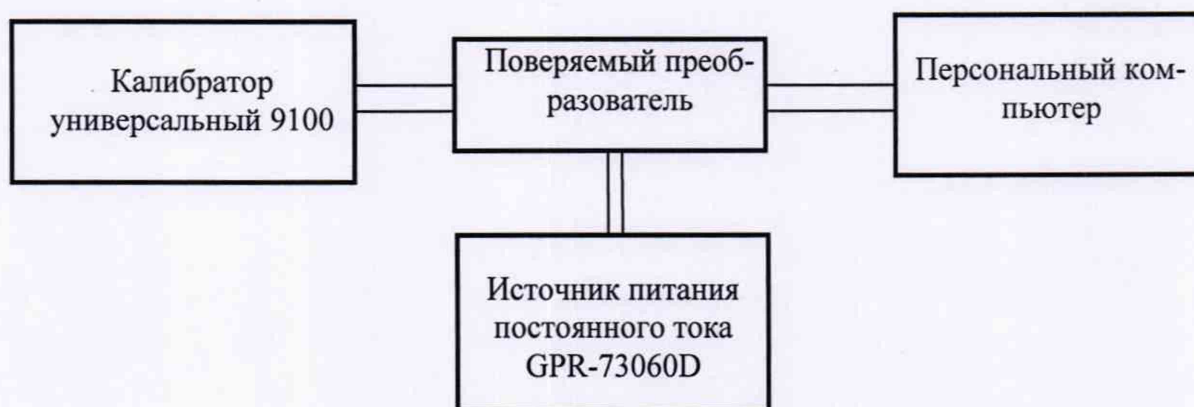 Калибратор
универсальный 9100
Поверяемый преоб-
разователь
Персональный ком-
пьютер
Источник питания
постоянного тока
GPR-73060D